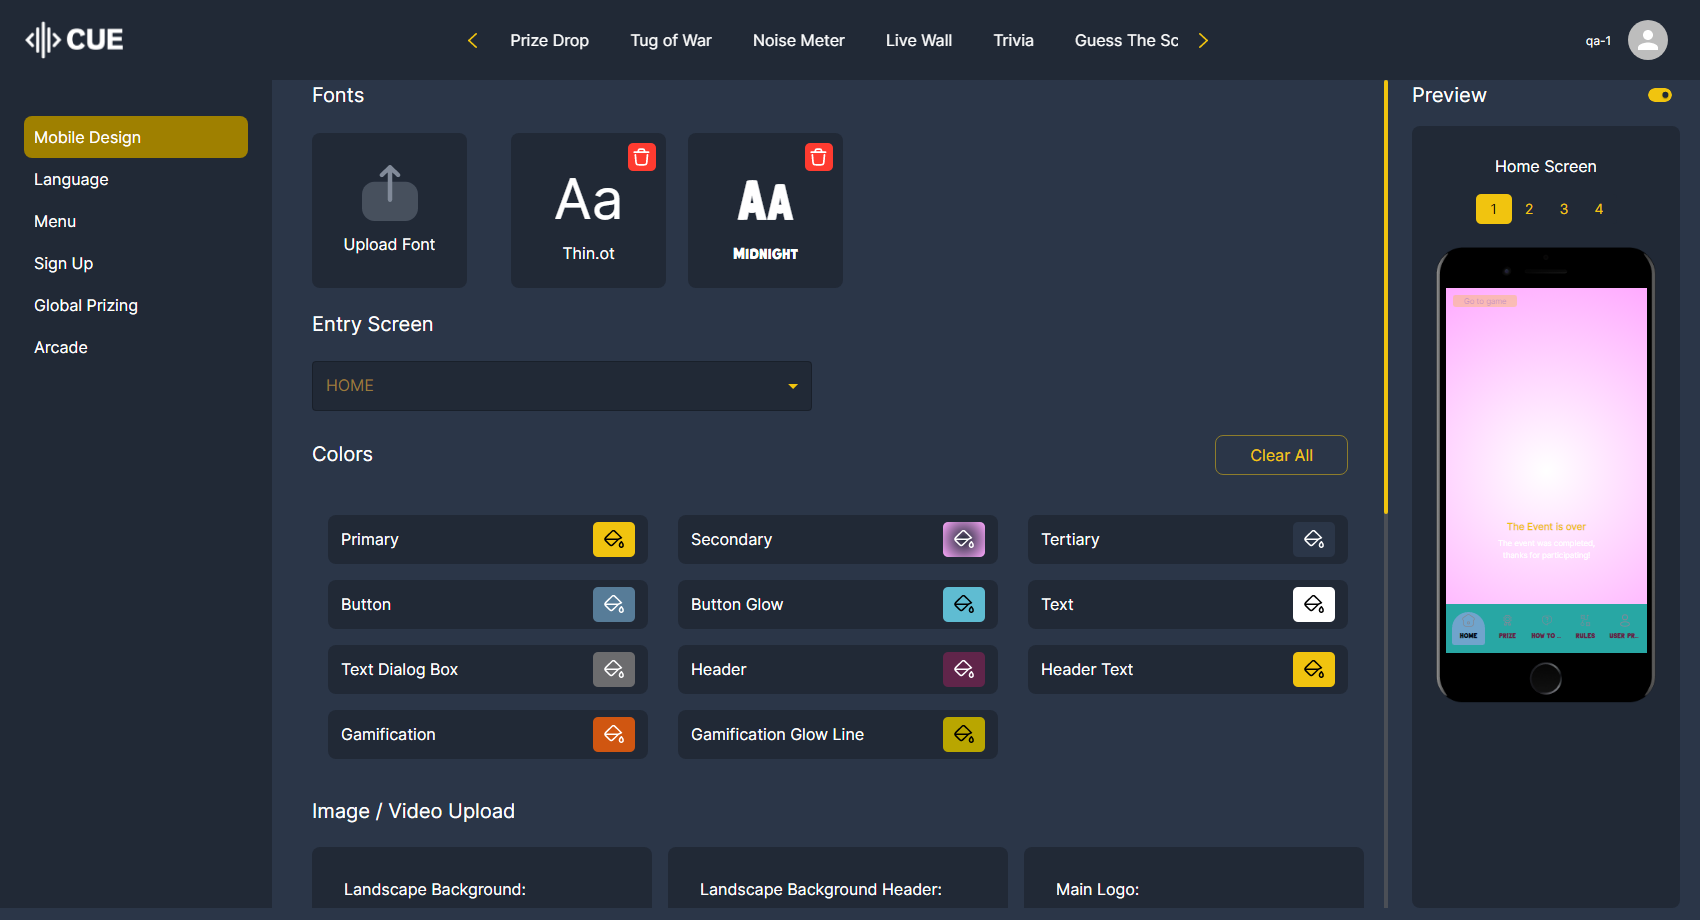 CUE
Prize Drop
Tug of War
Noise Meter
Live Wall
Trivia
Guess The Sc
qa-1
Mobile Design
Language
Menu
Sign Up
Global Prizing
Arcade
Fonts
Upload Font
Aa
Thin.ot
AA
MIDNIGHT
Entry Screen
HOME
Colors
Clear All
Primary
Secondary
Tertiary
Button
Button Glow
Text
Text Dialog Box
Header
Header Text
Gamification
Gamification Glow Line
Image / Video Upload
Landscape Background:
Landscape Background Header:
Main Logo:
Preview
Home Screen
1 2 3 4
Go to game
The Event is over
The event was completed,
thanks for participating!
HOME PRIZE HOW TO ... RULES USER PR...